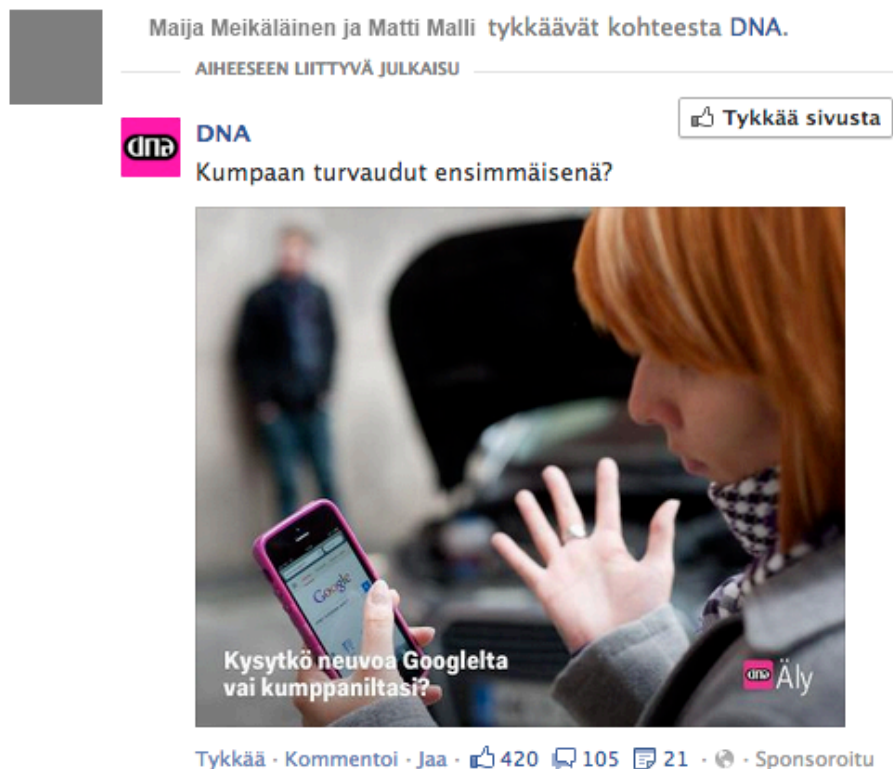 Maija Meikäläinen ja Matti Malli tykkäävät kohteesta DNA.
AIHEESEEN LIITTYVÄ JULKAISU
Tykkää sivusta
dna
DNA
Kumpaan turvaudut ensimmäisenä?
Google
Kysytkö neuvoa Googlelta
vai kumppaniltasi?
dna Äly
Tykkää · Kommentoi · Jaa · 420 105 21 · · Sponsoroitu